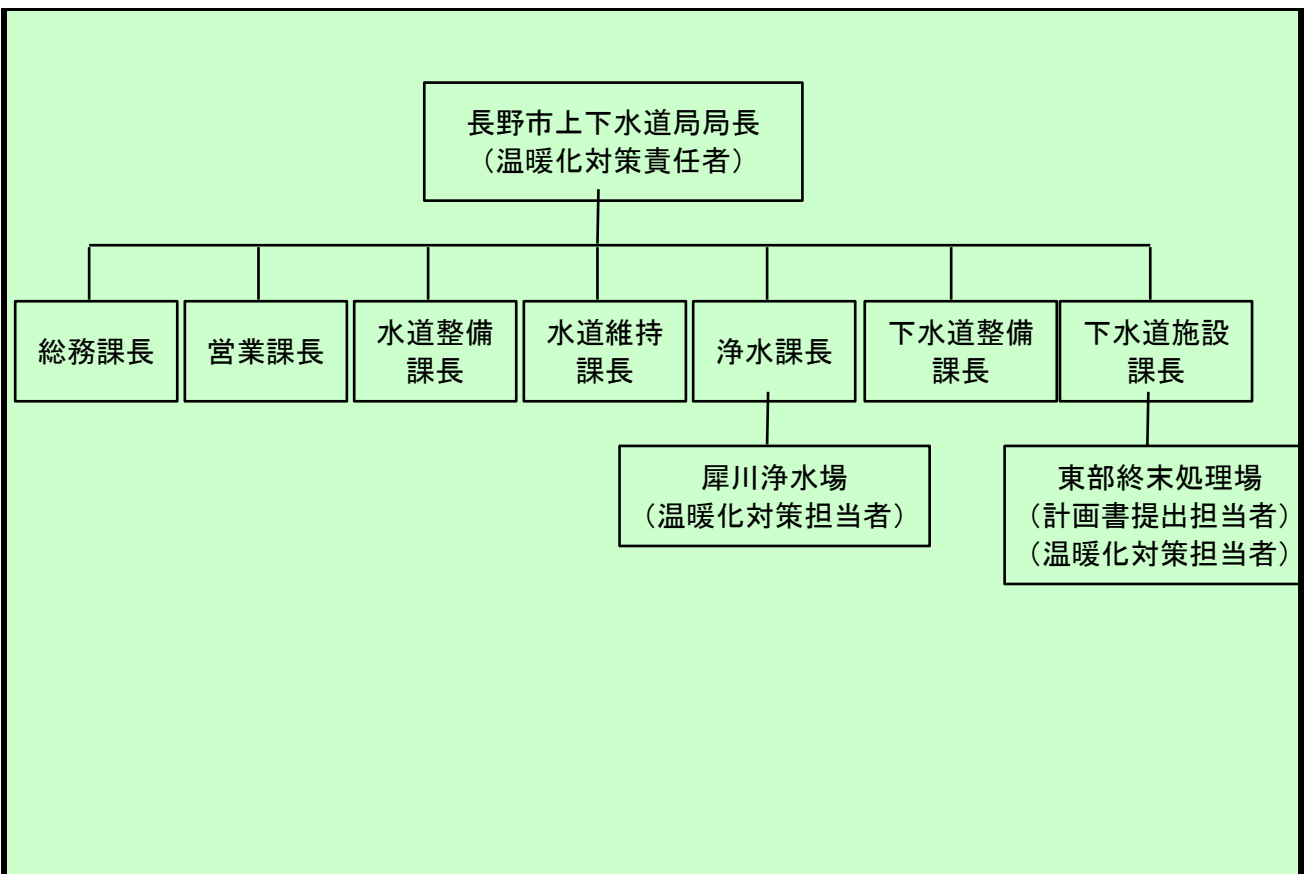 長野市上下水道局局長
（温暖化対策責任者）
総務課長
営業課長
水道整備
課長
水道維持
課長
浄水課長
下水道整備
課長
下水道施設
課長
犀川浄水場
（温暖化対策担当者）
東部終末処理場
（計画書提出担当者）
（温暖化対策担当者）